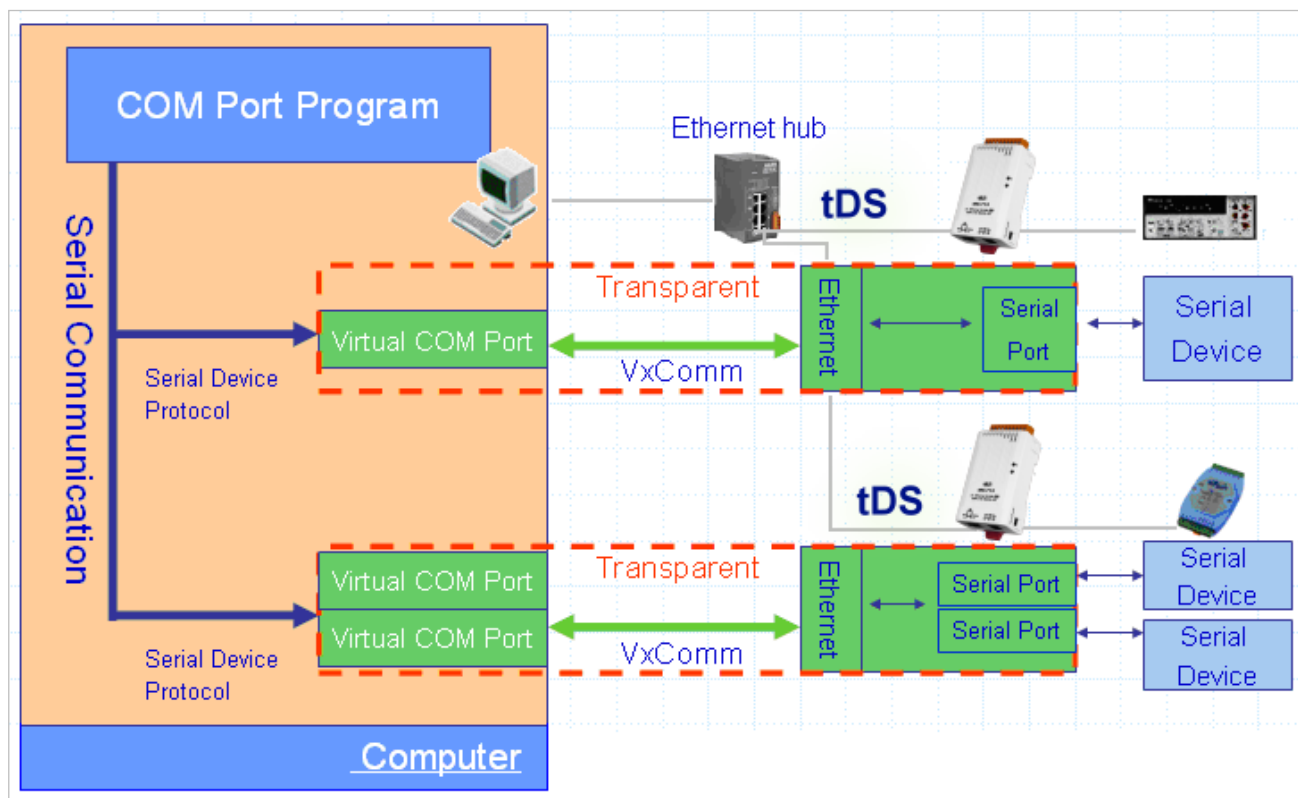 COM Port Program
Ethernet hub
tDS
Serial Communication
Transparent
Virtual COM Port
VxComm
Ethernet
Serial
Port
Serial
Device
Serial Device
Protocol
tDS
Transparent
Virtual COM Port
Virtual COM Port
VxComm
Ethernet
Serial Port
Serial Port
Serial
Device
Serial
Device
Serial Device
Protocol
Computer